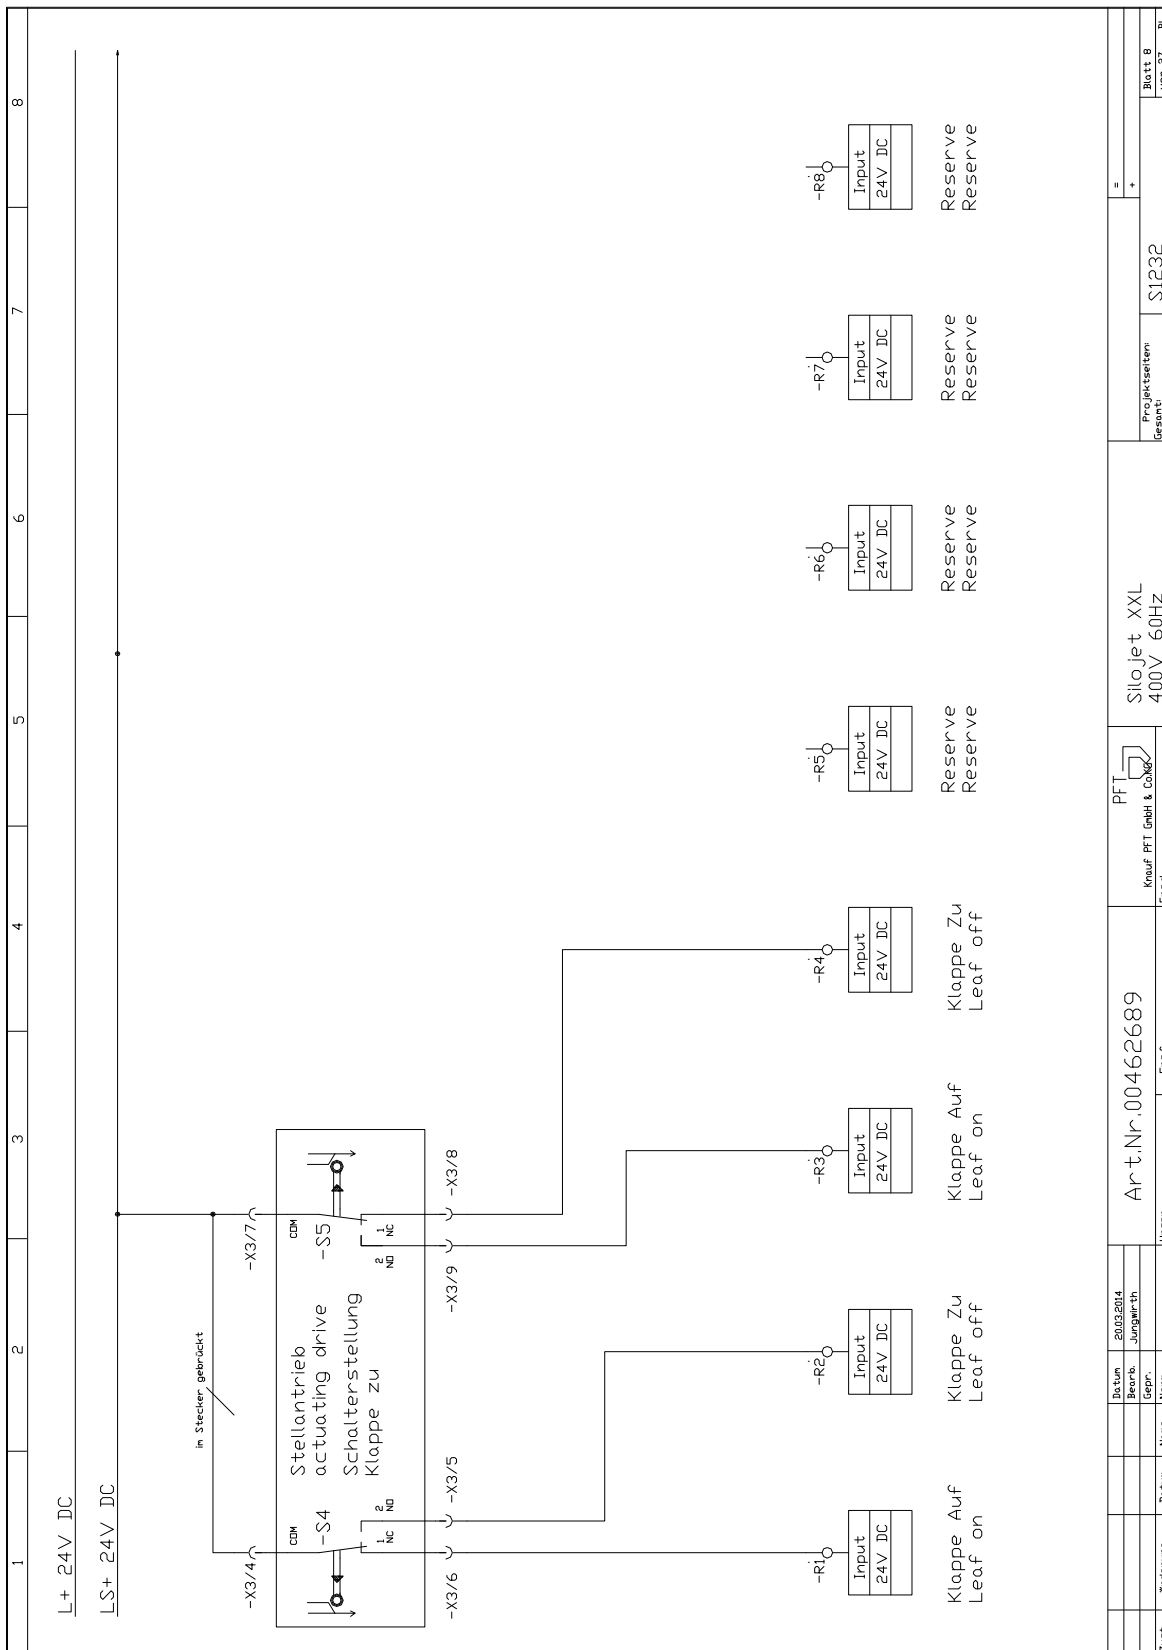 1
2
3
4
5
6
7
8
L+ 24V DC
LS+ 24V DC
im Stecker gebrückt
-X3/4
-X3/7
COM
-S4
1
NC
2
NO
Stellantrieb
actuating drive
Schalterstellung
Klappe zu
COM
-S5
2
NO
1
NC
-X3/6
-X3/5
-X3/9
-X3/8
-R1
Input
24V DC
Klappe Auf
Leaf on
-R2
Input
24V DC
Klappe Zu
Leaf off
-R3
Input
24V DC
Klappe Auf
Leaf on
-R4
Input
24V DC
Klappe Zu
Leaf off
-R5
Input
24V DC
Reserve
Reserve
-R6
Input
24V DC
Reserve
Reserve
-R7
Input
24V DC
Reserve
Reserve
-R8
Input
24V DC
Reserve
Reserve
Datum 20.03.2014
Bearb. Jungwirth
Gepr.
Art.Nr.00462689
PFT
Knauf PFT GmbH & Co.KG
Silojet XXL
400V 60Hz
=
+
Projektseiten:
Gesamt:
S1232
Blatt 8